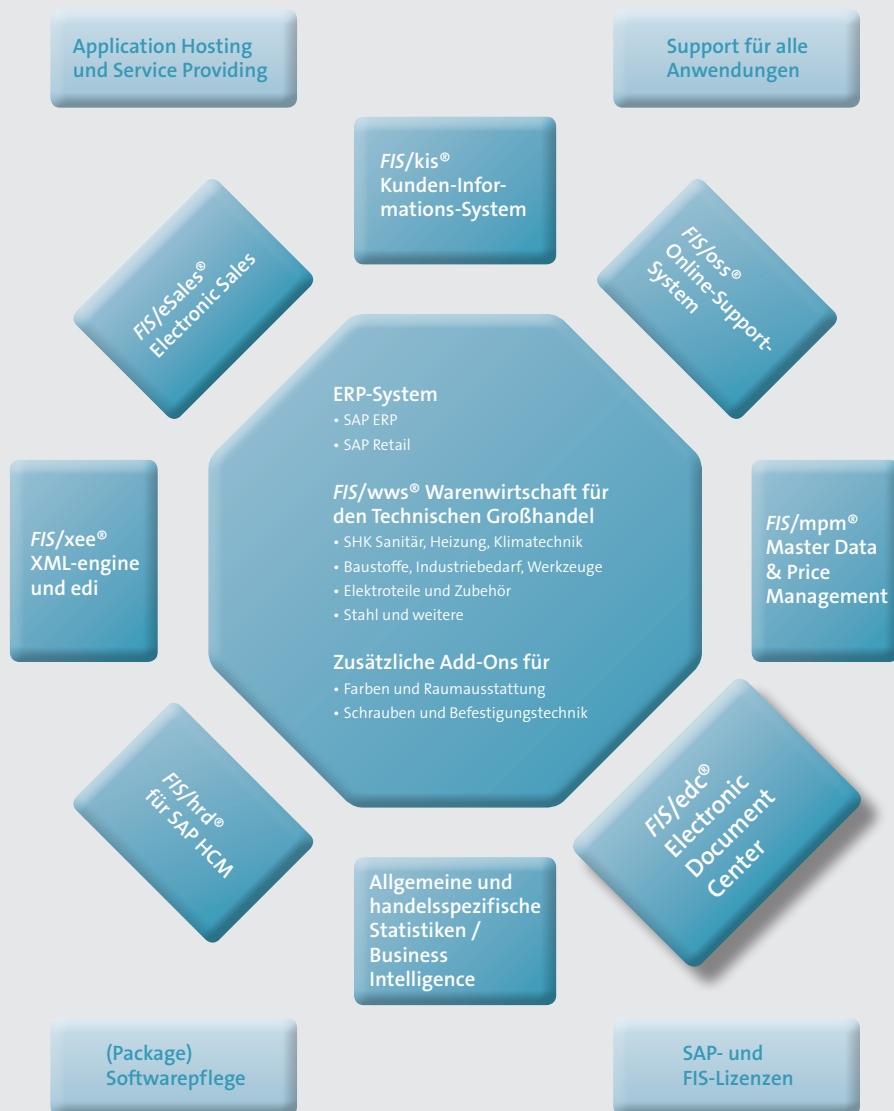 Application Hosting
und Service Providing
Support für alle
Anwendungen
FIS/kis®
Kunden-Infor-
mations-System
FIS/eSales®
Electronic Sales
FIS/oss®
Online-Support-
System
ERP-System
• SAP ERP
• SAP Retail
FIS/wws® Warenwirtschaft für
den Technischen Großhandel
• SHK Sanitär, Heizung, Klimatechnik
• Baustoffe, Industriebedarf, Werkzeuge
• Elektroteile und Zubehör
• Stahl und weitere
Zusätzliche Add-Ons für
• Farben und Raumausstattung
• Schrauben und Befestigungstechnik
FIS/xee®
XML-engine
und edi
FIS/mpm®
Master Data
& Price
Management
FIS/hrd®
für SAP HCM
FIS/edc®
Electronic
Document
Center
Allgemeine und
handelsspezifische
Statistiken /
Business
Intelligence
(Package)
Softwarepflege
SAP- und
FIS-Lizenzen